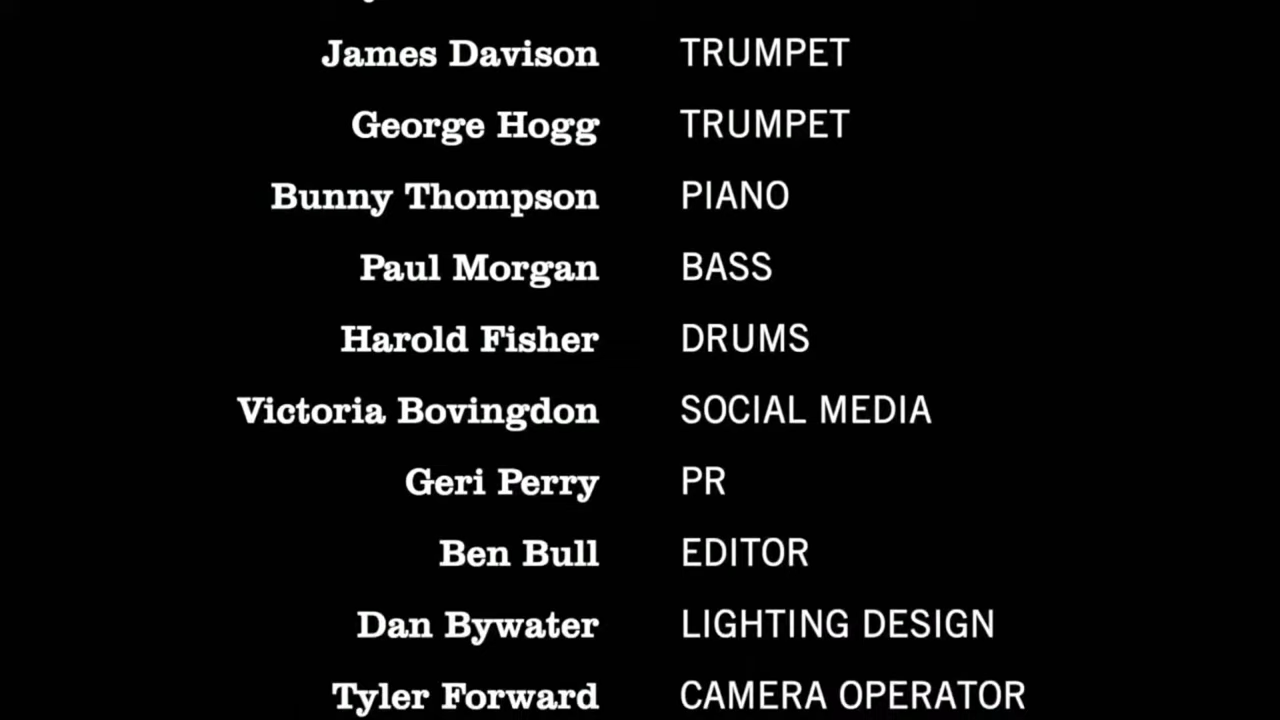 James Davison TRUMPET
George Hogg TRUMPET
Bunny Thompson PIANO
Paul Morgan BASS
Harold Fisher DRUMS
Victoria Bovingdon SOCIAL MEDIA
Geri Perry PR
Ben Bull EDITOR
Dan Bywater LIGHTING DESIGN
Tyler Forward CAMERA OPERATOR